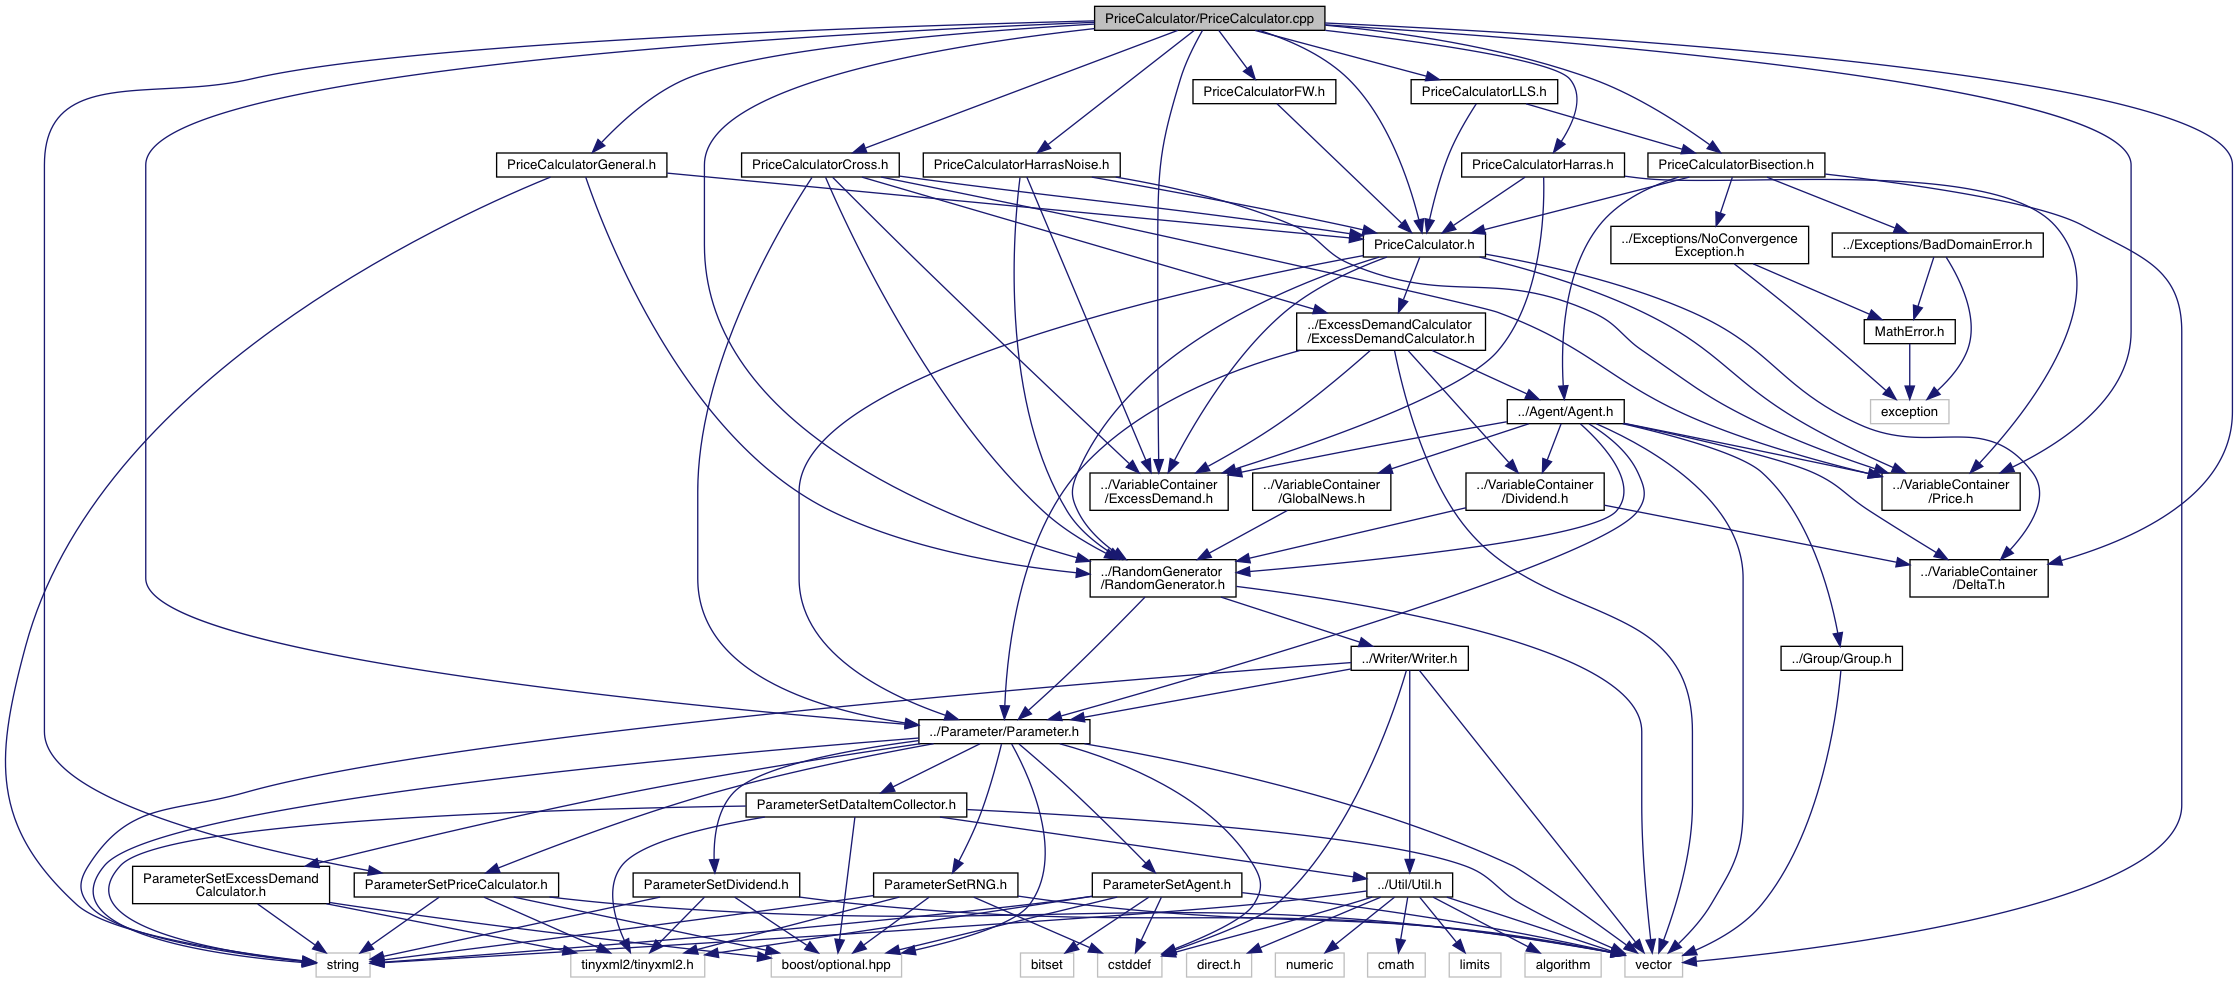 PriceCalculator/PriceCalculator.cpp
PriceCalculatorFW.h
PriceCalculatorLLS.h
PriceCalculatorGeneral.h
PriceCalculatorCross.h
PriceCalculatorHarrasNoise.h
PriceCalculatorHarras.h
PriceCalculatorBisection.h
PriceCalculator.h
../Exceptions/NoConvergence
Exception.h
../Exceptions/BadDomainError.h
../ExcessDemandCalculator
/ExcessDemandCalculator.h
MathError.h
../Agent/Agent.h
exception
../VariableContainer
/ExcessDemand.h
../VariableContainer
/GlobalNews.h
../VariableContainer
/Dividend.h
../VariableContainer
/Price.h
../RandomGenerator
/RandomGenerator.h
../VariableContainer
/DeltaT.h
../Writer/Writer.h
../Group/Group.h
../Parameter/Parameter.h
ParameterSetDataItemCollector.h
ParameterSetExcessDemand
Calculator.h
ParameterSetPriceCalculator.h
ParameterSetDividend.h
ParameterSetRNG.h
ParameterSetAgent.h
../Util/Util.h
string
tinyxml2/tinyxml2.h
boost/optional.hpp
bitset
cstddef
direct.h
numeric
cmath
limits
algorithm
vector